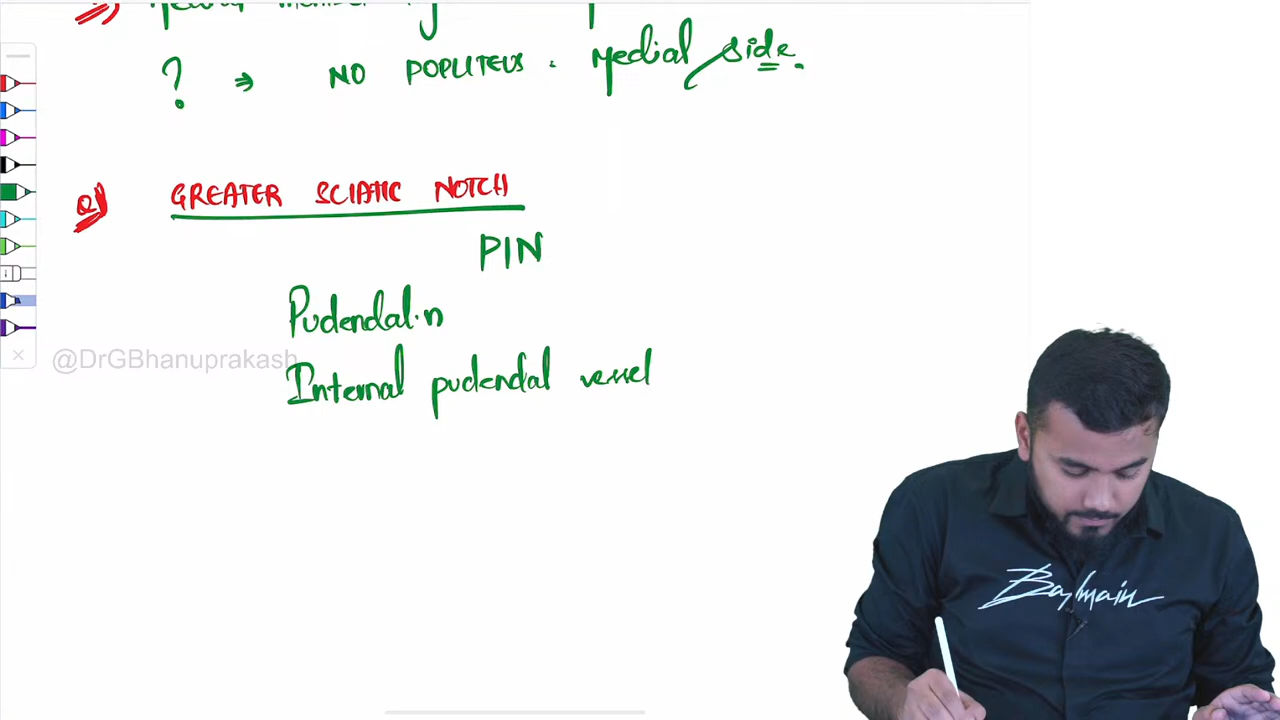 ?⇒ NO POPLITEUS. Medial side.
Q) GREATER SCIATIC NOTCH
PIN
Pudendal.n
@DrGBhanuprakash
Internal pudendal vessel
Balmain